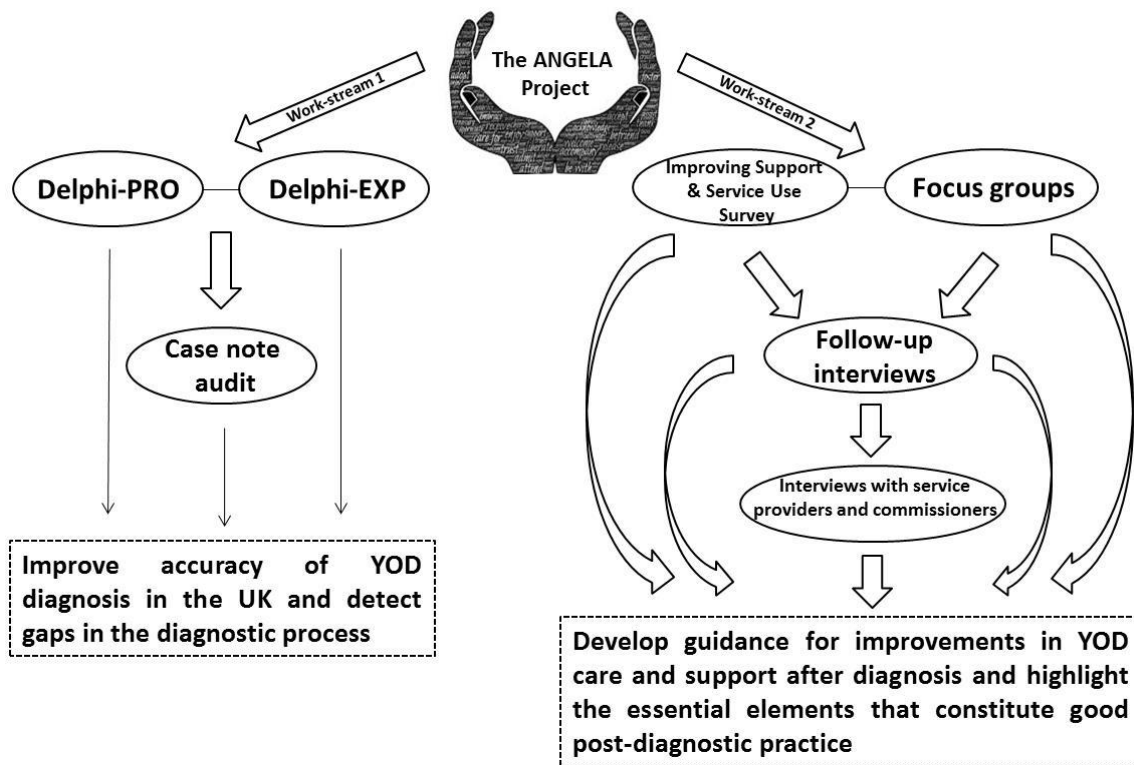 The ANGELA
Project
Work-stream 1
Work-stream 2
Delphi-PRO
Delphi-EXP
Case note
audit
Improve accuracy of YOD
diagnosis in the UK and detect
gaps in the diagnostic process
Improving Support
& Service Use
Survey
Focus groups
Follow-up
interviews
Interviews with service
providers and commissioners
Develop guidance for improvements in YOD
care and support after diagnosis and highlight
the essential elements that constitute good
post-diagnostic practice